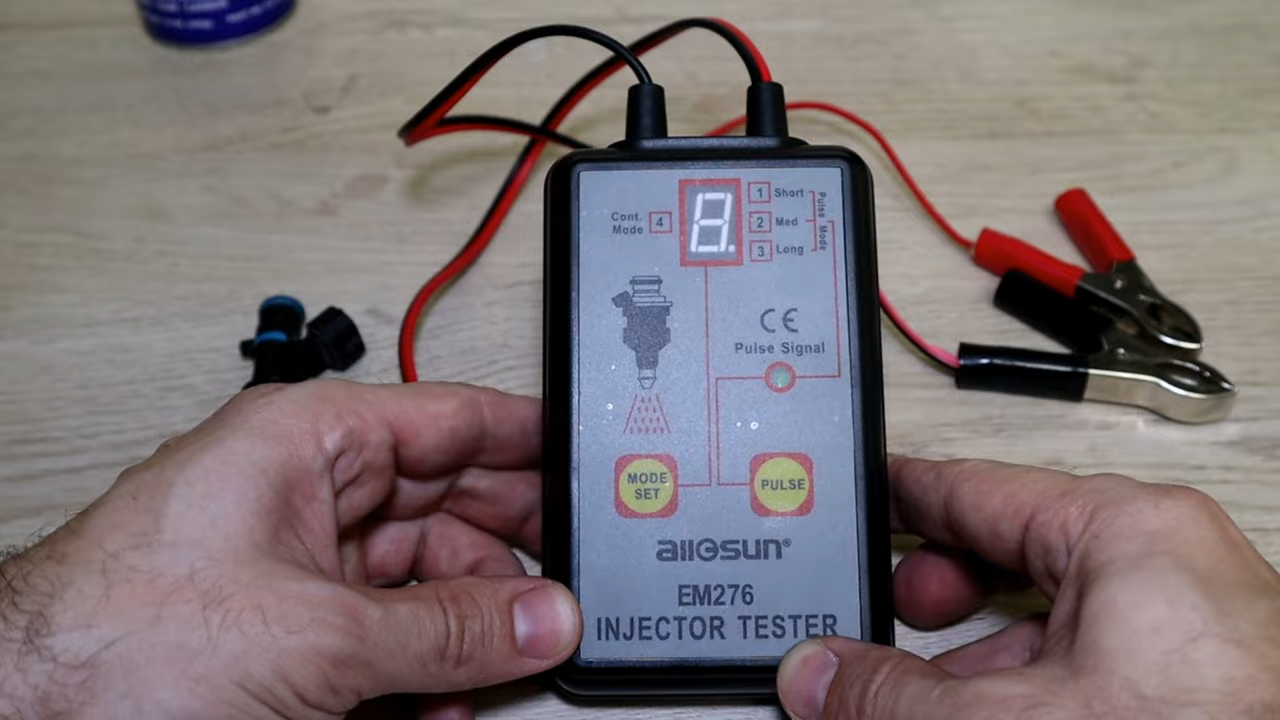 8.
1 Short
Cont.
Mode
4
2 Med
3 Long
Pulse Mode
CE
Pulse Signal
MODE
SET
PULSE
allosun®
EM276
INJECTOR TESTER